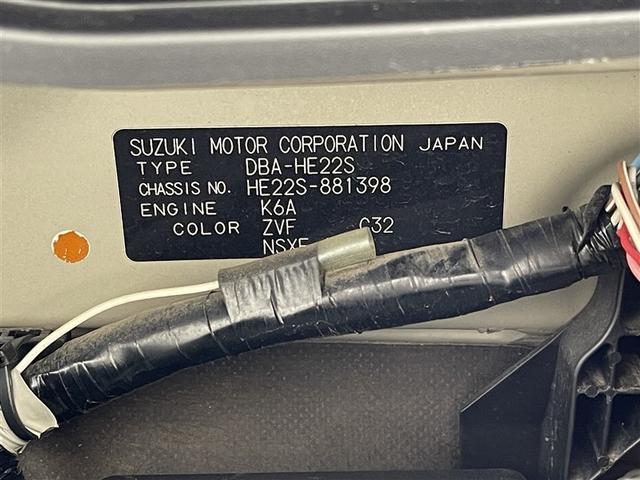 SUZUKI MOTOR CORPORATION JAPAN
TYPE DBA-HE22S
CHASSIS NO. HE22S-881398
ENGINE K6A
COLOR ZVF C32